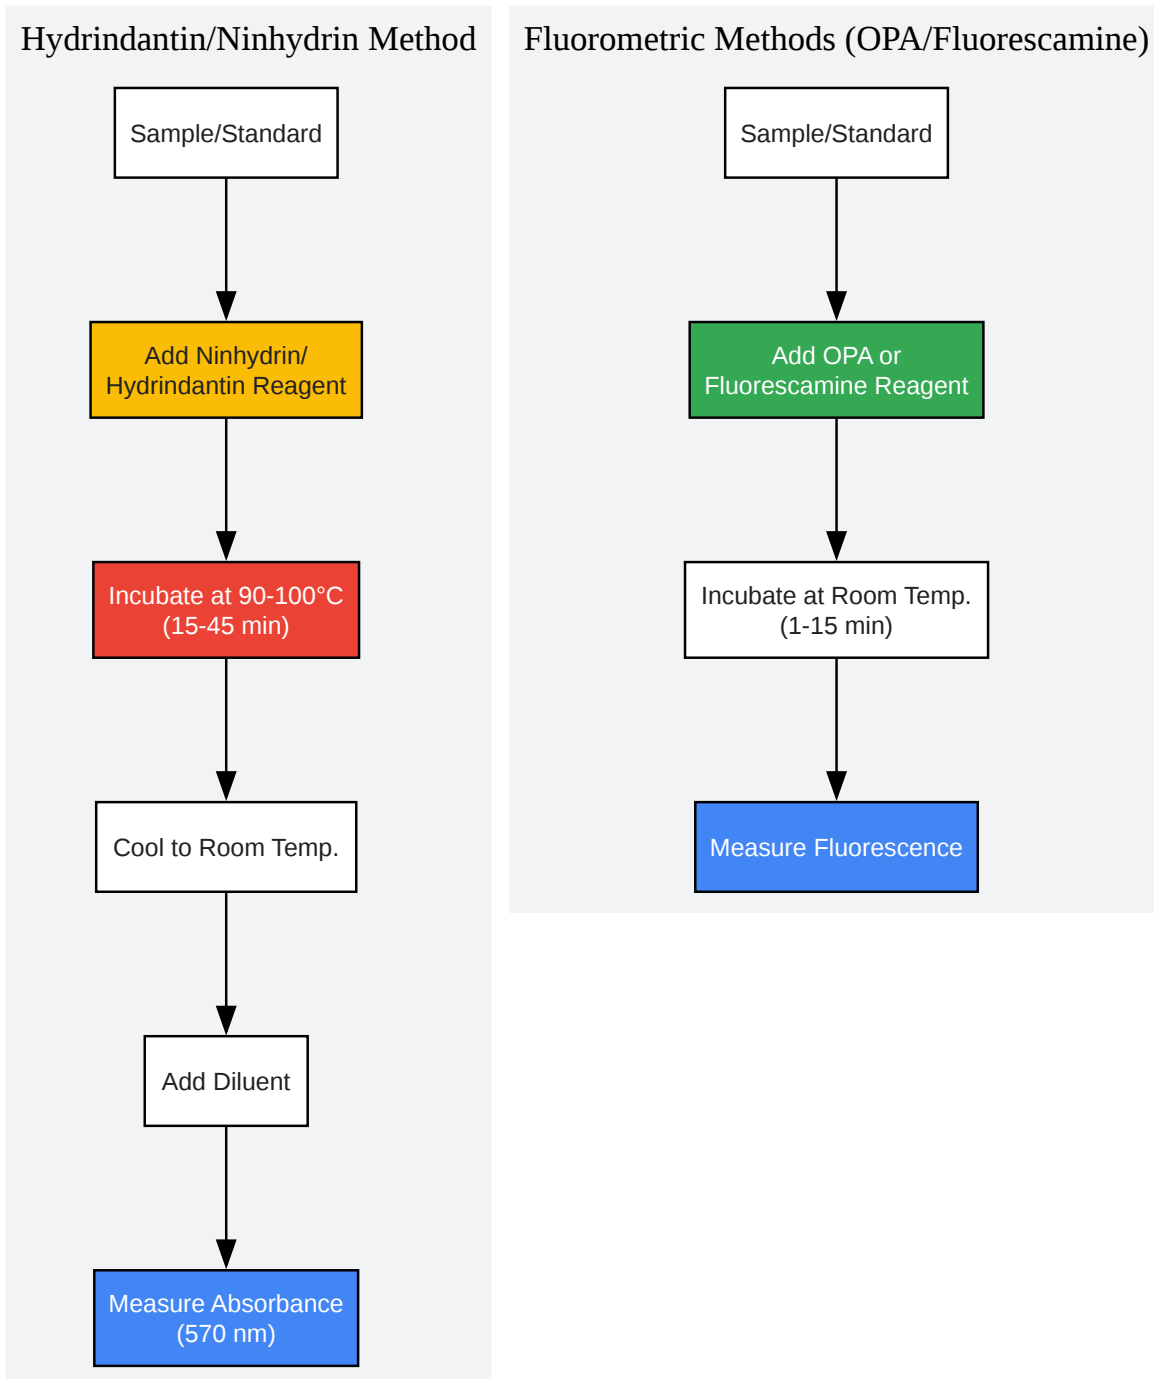 Hydrindantin/Ninhydrin Method
Sample/Standard
Add Ninhydrin/
Hydrindantin Reagent
Incubate at 90-100°C
(15-45 min)
Cool to Room Temp.
Add Diluent
Measure Absorbance
(570 nm)
Fluorometric Methods (OPA/Fluorescamine)
Sample/Standard
Add OPA or
Fluorescamine Reagent
Incubate at Room Temp.
(1-15 min)
Measure Fluorescence